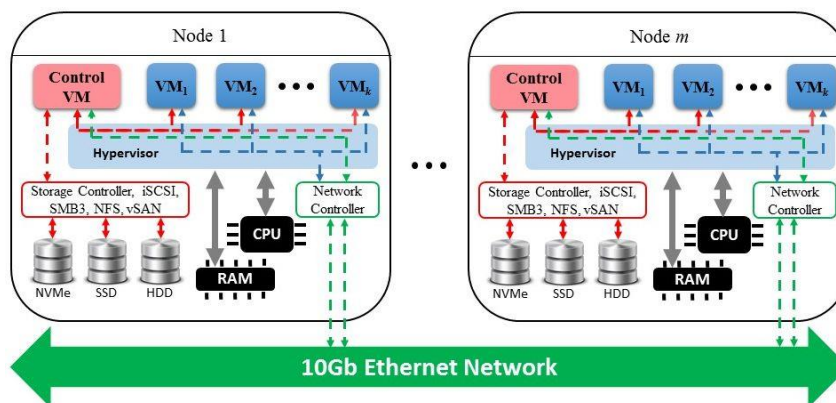 Node 1
Control
VM
VM1
VM2
• • •
VMk
Hypervisor
Storage Controller, iSCSI,
SMB3, NFS, vSAN
Network
Controller
CPU
RAM
NVMe
SSD
HDD
• • •
Node m
Control
VM
VM1
VM2
• • •
VMk
Hypervisor
Storage Controller, iSCSI,
SMB3, NFS, vSAN
Network
Controller
CPU
RAM
NVMe
SSD
HDD
10Gb Ethernet Network